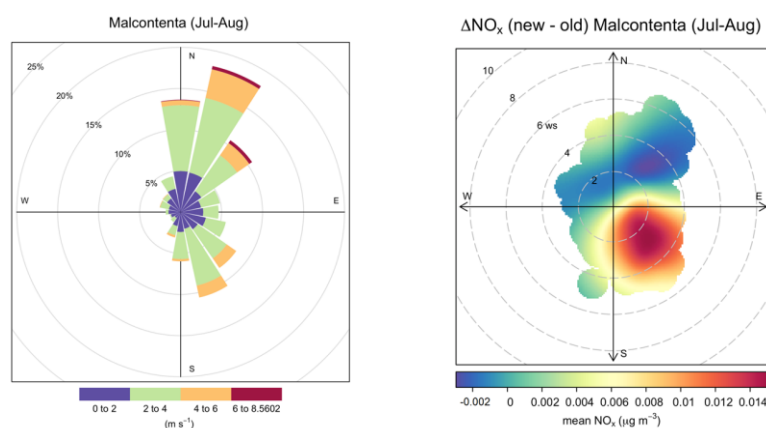 Malcontenta (Jul-Aug)
25%
20%
15%
10%
5%
N
W
E
S
0 to 2
2 to 4
4 to 6
6 to 8.5602
(m s⁻¹)
ΔNOₓ (new - old) Malcontenta (Jul-Aug)
10
8
6 ws
4
2
N
W
E
S
-0.002
0
0.002
0.004
0.006
0.008
0.01
0.012
0.014
mean NOₓ (μg m⁻³)